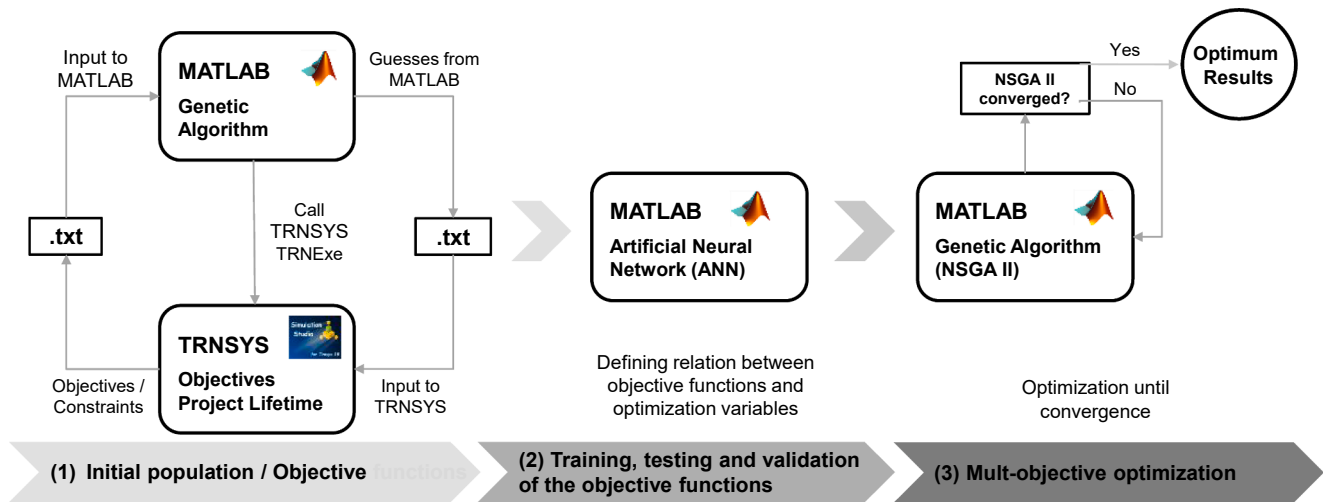 Input to
MATLAB
MATLAB
Genetic
Algorithm
Guesses from
MATLAB
.txt
Call
TRNSYS
TRNExe
.txt
TRNSYS
Simulation
Studio
Objectives
Project Lifetime
Objectives /
Constraints
Input to
TRNSYS
MATLAB
Artificial Neural
Network (ANN)
Defining relation between
objective functions and
optimization variables
NSGA II
converged?
Yes
No
Optimum
Results
MATLAB
Genetic Algorithm
(NSGA II)
Optimization until
convergence
(1) Initial population / Objective functions
(2) Training, testing and validation
of the objective functions
(3) Mult-objective optimization